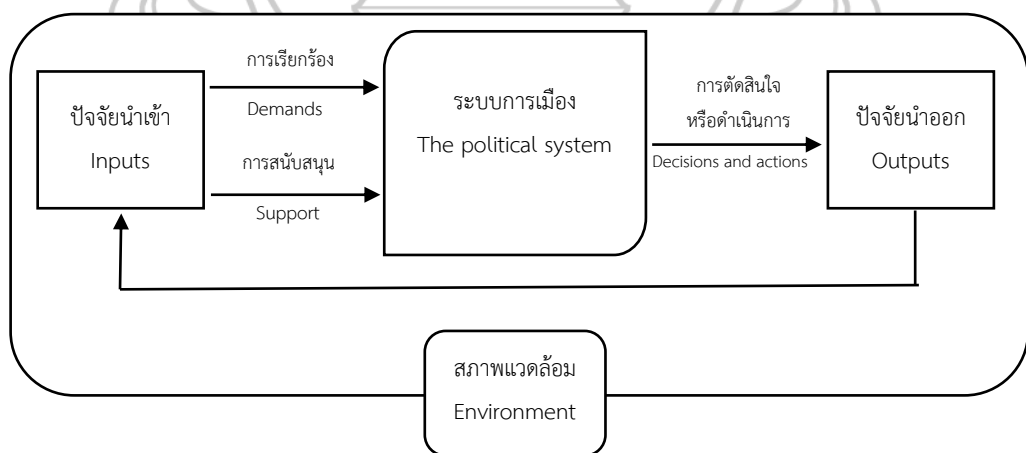 ปัจจัยนำเข้า
Inputs
การเรียกร้อง
Demands
การสนับสนุน
Support
ระบบการเมือง
The political system
การตัดสินใจ
หรือดำเนินการ
Decisions and actions
ปัจจัยนำออก
Outputs
สภาพแวดล้อม
Environment